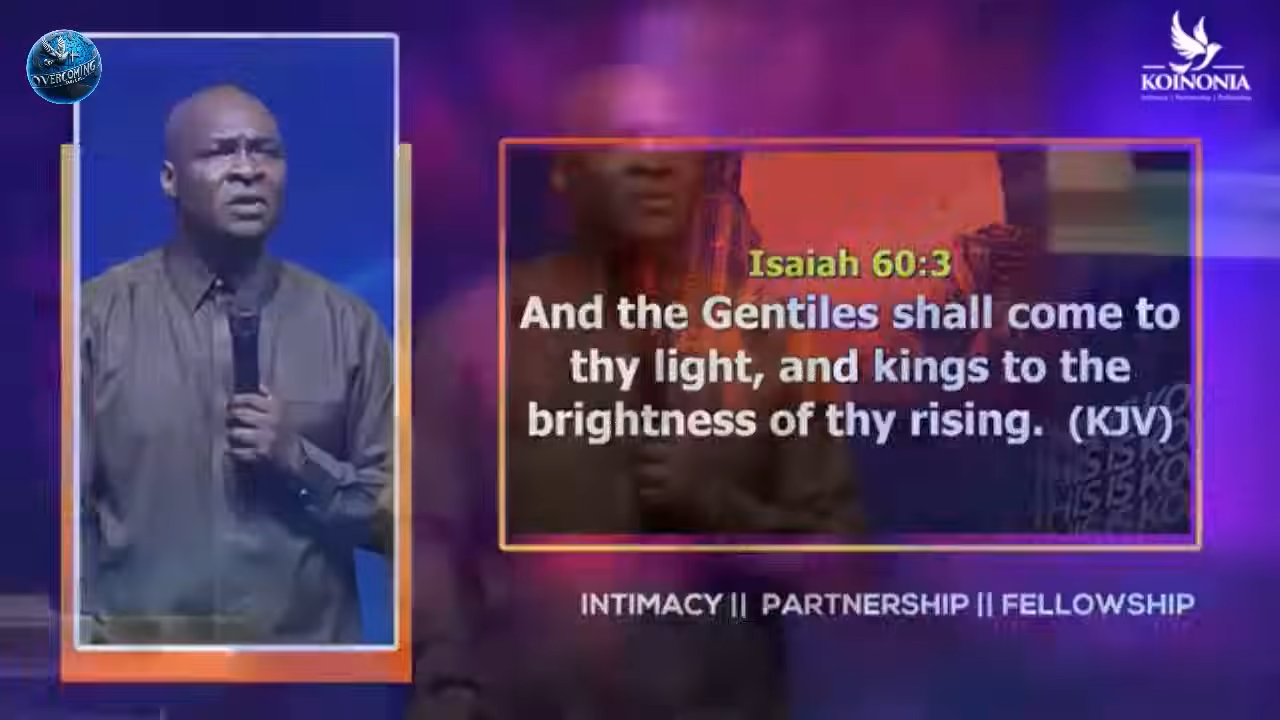 OVERCOMING
KOINONIA
Isaiah 60:3
And the Gentiles shall come to
thy light, and kings to the
brightness of thy rising. (KJV)
INTIMACY || PARTNERSHIP || FELLOWSHIP